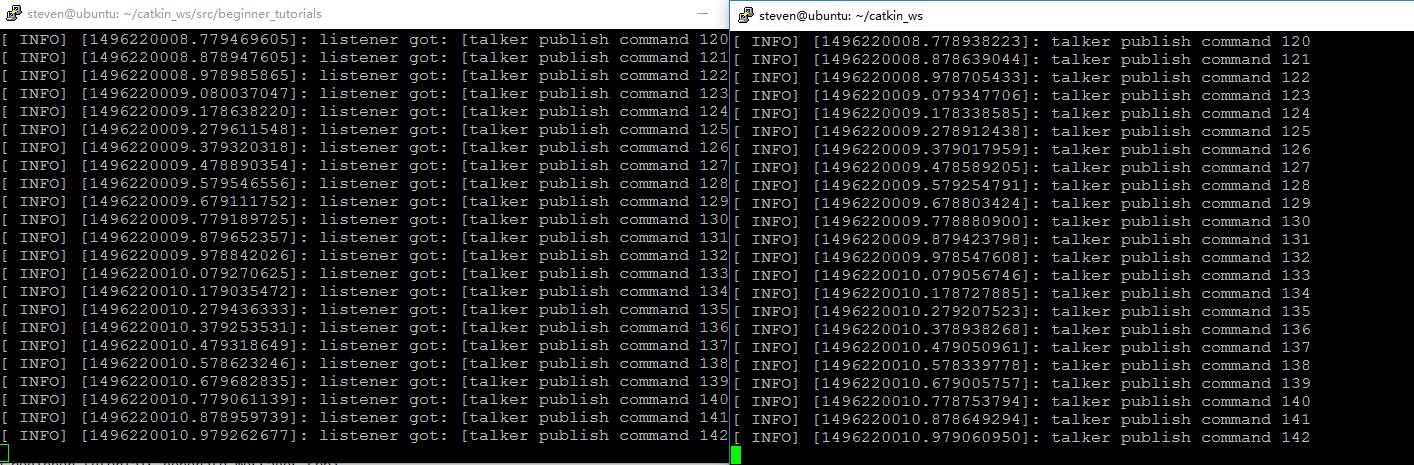 steven@ubuntu: ~/catkin_ws/src/beginner_tutorials
[ INFO] [1496220008.779469605]: listener got: [talker publish command 120
[ INFO] [1496220008.878947605]: listener got: [talker publish command 121
[ INFO] [1496220008.978985865]: listener got: [talker publish command 122
[ INFO] [1496220009.080037047]: listener got: [talker publish command 123
[ INFO] [1496220009.178638220]: listener got: [talker publish command 124
[ INFO] [1496220009.279611548]: listener got: [talker publish command 125
[ INFO] [1496220009.379320318]: listener got: [talker publish command 126
[ INFO] [1496220009.478890354]: listener got: [talker publish command 127
[ INFO] [1496220009.579546556]: listener got: [talker publish command 128
[ INFO] [1496220009.679111752]: listener got: [talker publish command 129
[ INFO] [1496220009.779189725]: listener got: [talker publish command 130
[ INFO] [1496220009.879652357]: listener got: [talker publish command 131
[ INFO] [1496220009.978842026]: listener got: [talker publish command 132
[ INFO] [1496220010.079270625]: listener got: [talker publish command 133
[ INFO] [1496220010.179035472]: listener got: [talker publish command 134
[ INFO] [1496220010.279436333]: listener got: [talker publish command 135
[ INFO] [1496220010.379253531]: listener got: [talker publish command 136
[ INFO] [1496220010.479318649]: listener got: [talker publish command 137
[ INFO] [1496220010.578623246]: listener got: [talker publish command 138
[ INFO] [1496220010.679682835]: listener got: [talker publish command 139
[ INFO] [1496220010.779061139]: listener got: [talker publish command 140
[ INFO] [1496220010.878959739]: listener got: [talker publish command 141
[ INFO] [1496220010.979262677]: listener got: [talker publish command 142
steven@ubuntu: ~/catkin_ws
[ INFO] [1496220008.778938223]: talker publish command 120
[ INFO] [1496220008.878639044]: talker publish command 121
[ INFO] [1496220008.978705433]: talker publish command 122
[ INFO] [1496220009.079347706]: talker publish command 123
[ INFO] [1496220009.178338585]: talker publish command 124
[ INFO] [1496220009.278912438]: talker publish command 125
[ INFO] [1496220009.379017959]: talker publish command 126
[ INFO] [1496220009.478589205]: talker publish command 127
[ INFO] [1496220009.579254791]: talker publish command 128
[ INFO] [1496220009.678803424]: talker publish command 129
[ INFO] [1496220009.778880900]: talker publish command 130
[ INFO] [1496220009.879423798]: talker publish command 131
[ INFO] [1496220009.978547608]: talker publish command 132
[ INFO] [1496220010.079056746]: talker publish command 133
[ INFO] [1496220010.178727885]: talker publish command 134
[ INFO] [1496220010.279207523]: talker publish command 135
[ INFO] [1496220010.378938268]: talker publish command 136
[ INFO] [1496220010.479050961]: talker publish command 137
[ INFO] [1496220010.578339778]: talker publish command 138
[ INFO] [1496220010.679005757]: talker publish command 139
[ INFO] [1496220010.778753794]: talker publish command 140
[ INFO] [1496220010.878649294]: talker publish command 141
[ INFO] [1496220010.979060950]: talker publish command 142